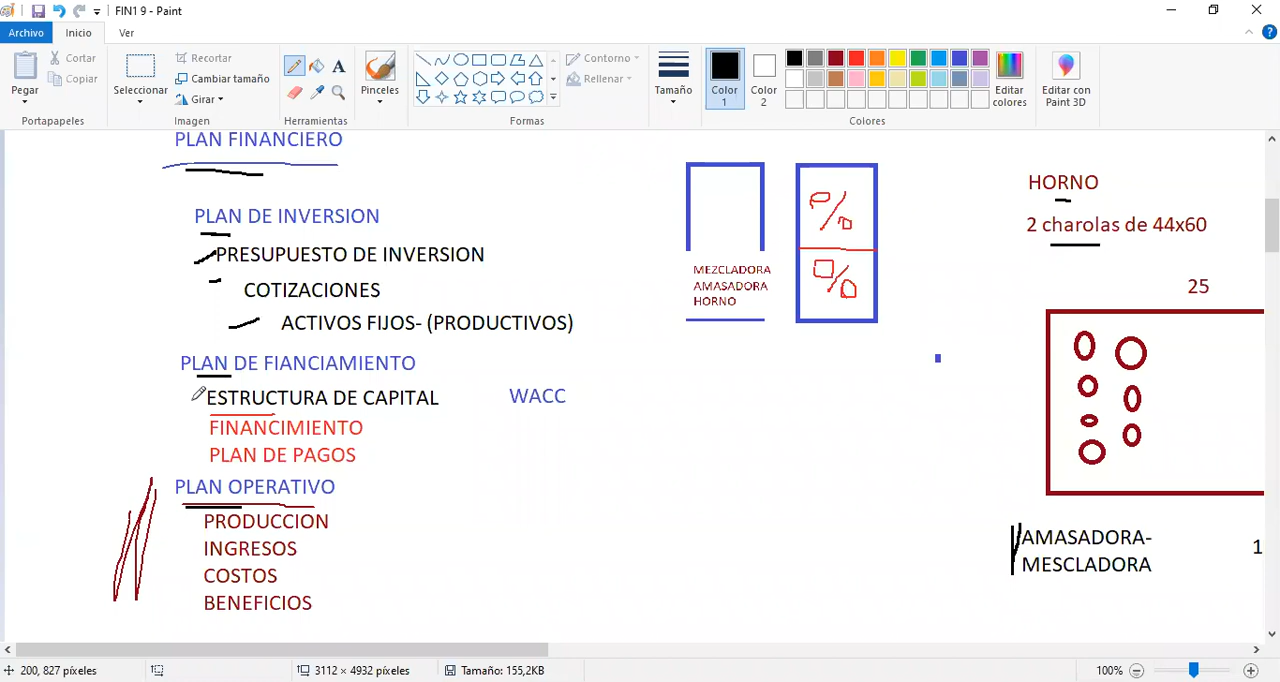 FIN1 9 - Paint
Archivo
Inicio
Ver
Pegar
Cortar
Copiar
Portapapeles
Seleccionar
Recortar
Cambiar tamaño
Girar
Imagen
A
Herramientas
Pinceles
Formas
Contorno
Rellenar
Tamaño
Color 1
Color 2
Colores
Editar colores
Editar con Paint 3D
PLAN FINANCIERO
PLAN DE INVERSION
PRESUPUESTO DE INVERSION
COTIZACIONES
ACTIVOS FIJOS- (PRODUCTIVOS)
PLAN DE FIANCIAMIENTO
ESTRUCTURA DE CAPITAL
WACC
FINANCIMIENTO
PLAN DE PAGOS
PLAN OPERATIVO
PRODUCCION
INGRESOS
COSTOS
BENEFICIOS
MEZCLADORA
AMASADORA
HORNO
HORNO
2 charolas de 44x60
25
AMASADORA-
MESCLADORA
1
200, 827 píxeles
3112 × 4932 píxeles
Tamaño: 155,2KB
100%